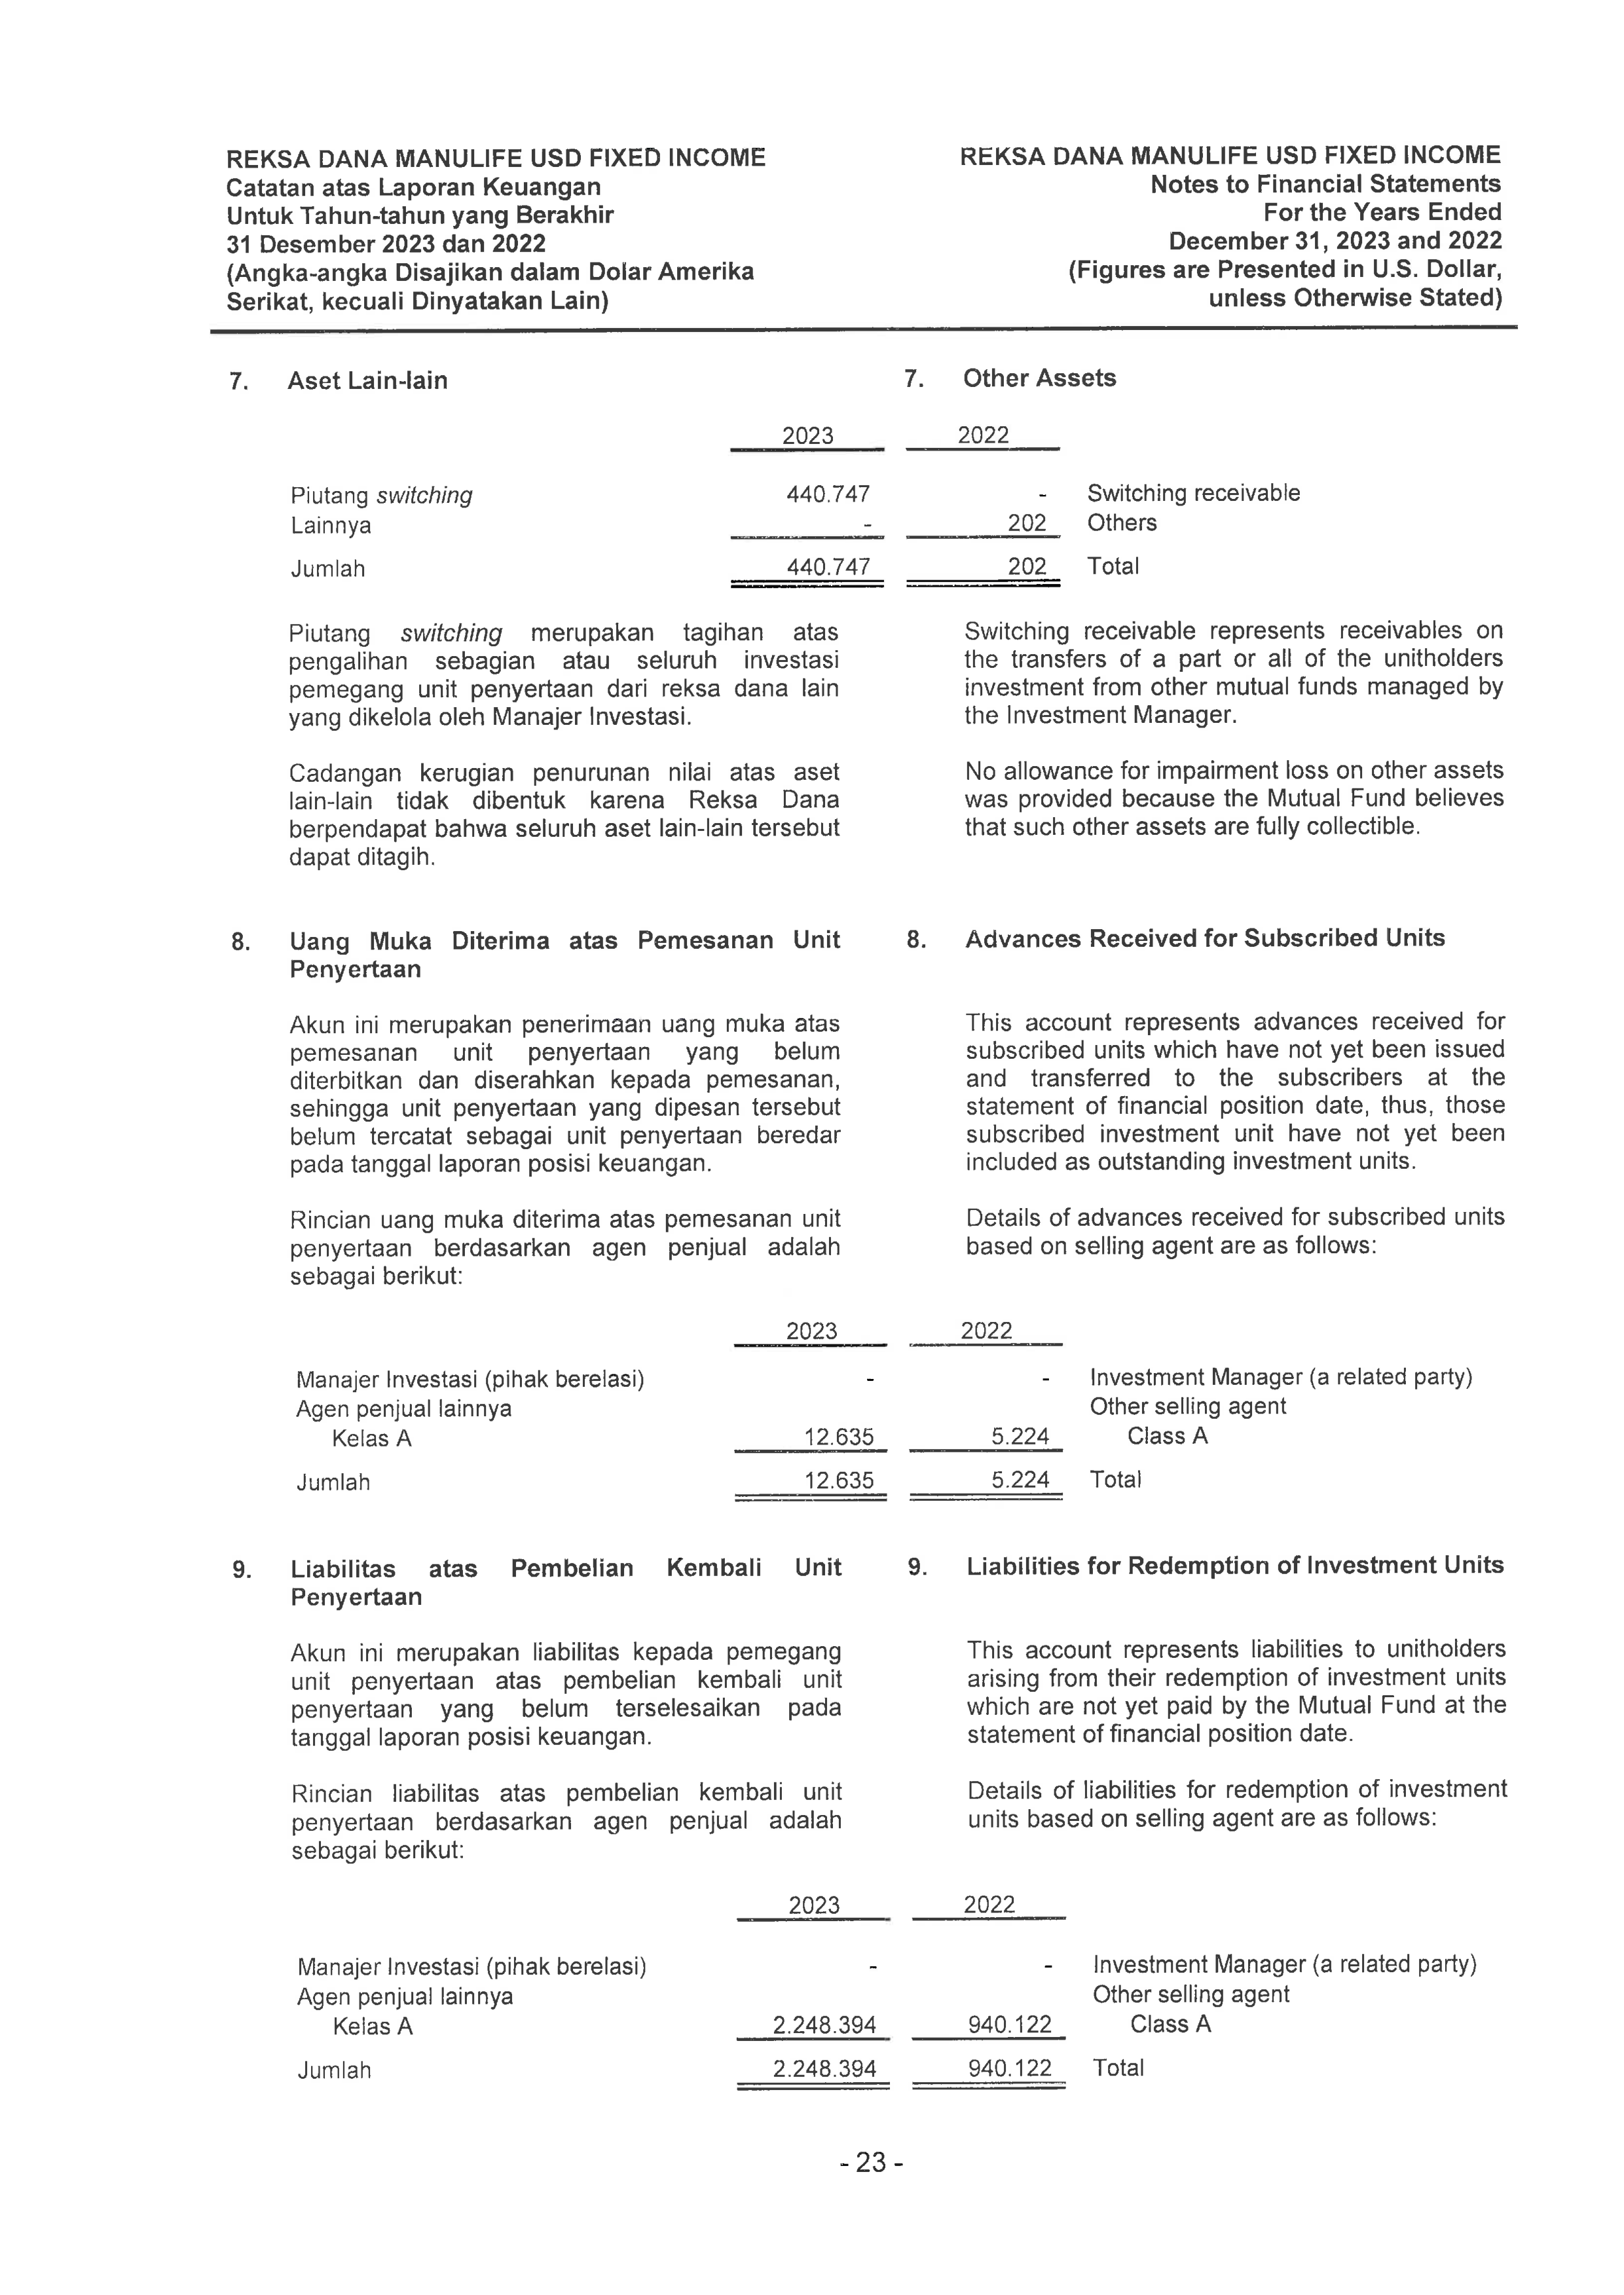 REKSA DANA MANULIFE USD FIXED INCOME
Catatan atas Laporan Keuangan
Untuk Tahun-tahun yang Berakhir
31 Desember 2023 dan 2022
(Angka-angka Disajikan dalam Dolar Amerika
Serikat, kecuali Dinyatakan Lain)
REKSA DANA MANULIFE USD FIXED INCOME
Notes to Financial Statements
For the Years Ended
December 31, 2023 and 2022
(Figures are Presented in U.S. Dollar,
unless Otherwise Stated)
7. Aset Lain-lain
7. Other Assets
2023 2022
Piutang switching 440.747 - Switching receivable
Lainnya - 202 Others
Jumlah 440.747 202 Total
Piutang switching merupakan tagihan atas
pengalihan sebagian atau seluruh investasi
pemegang unit penyertaan dari reksa dana lain
yang dikelola oleh Manajer Investasi.
Switching receivable represents receivables on
the transfers of a part or all of the unitholders
investment from other mutual funds managed by
the Investment Manager.
Cadangan kerugian penurunan nilai atas aset
lain-lain tidak dibentuk karena Reksa Dana
berpendapat bahwa seluruh aset lain-lain tersebut
dapat ditagih.
No allowance for impairment loss on other assets
was provided because the Mutual Fund believes
that such other assets are fully collectible.
8. Uang Muka Diterima atas Pemesanan Unit
Penyertaan
8. Advances Received for Subscribed Units
Akun ini merupakan penerimaan uang muka atas
pemesanan unit penyertaan yang belum
diterbitkan dan diserahkan kepada pemesanan,
sehingga unit penyertaan yang dipesan tersebut
belum tercatat sebagai unit penyertaan beredar
pada tanggal laporan posisi keuangan.
This account represents advances received for
subscribed units which have not yet been issued
and transferred to the subscribers at the
statement of financial position date, thus, those
subscribed investment unit have not yet been
included as outstanding investment units.
Rincian uang muka diterima atas pemesanan unit
penyertaan berdasarkan agen penjual adalah
sebagai berikut:
Details of advances received for subscribed units
based on selling agent are as follows:
2023 2022
Manajer Investasi (pihak berelasi) - - Investment Manager (a related party)
Agen penjual lainnya Other selling agent
Kelas A 12.635 5.224 Class A
Jumlah 12.635 5.224 Total
9. Liabilitas atas Pembelian Kembali Unit
Penyertaan
9. Liabilities for Redemption of Investment Units
Akun ini merupakan liabilitas kepada pemegang
unit penyertaan atas pembelian kembali unit
penyertaan yang belum terselesaikan pada
tanggal laporan posisi keuangan.
This account represents liabilities to unitholders
arising from their redemption of investment units
which are not yet paid by the Mutual Fund at the
statement of financial position date.
Rincian liabilitas atas pembelian kembali unit
penyertaan berdasarkan agen penjual adalah
sebagai berikut:
Details of liabilities for redemption of investment
units based on selling agent are as follows:
2023 2022
Manajer Investasi (pihak berelasi) - - Investment Manager (a related party)
Agen penjual lainnya Other selling agent
Kelas A 2.248.394 940.122 Class A
Jumlah 2.248.394 940.122 Total
- 23 -